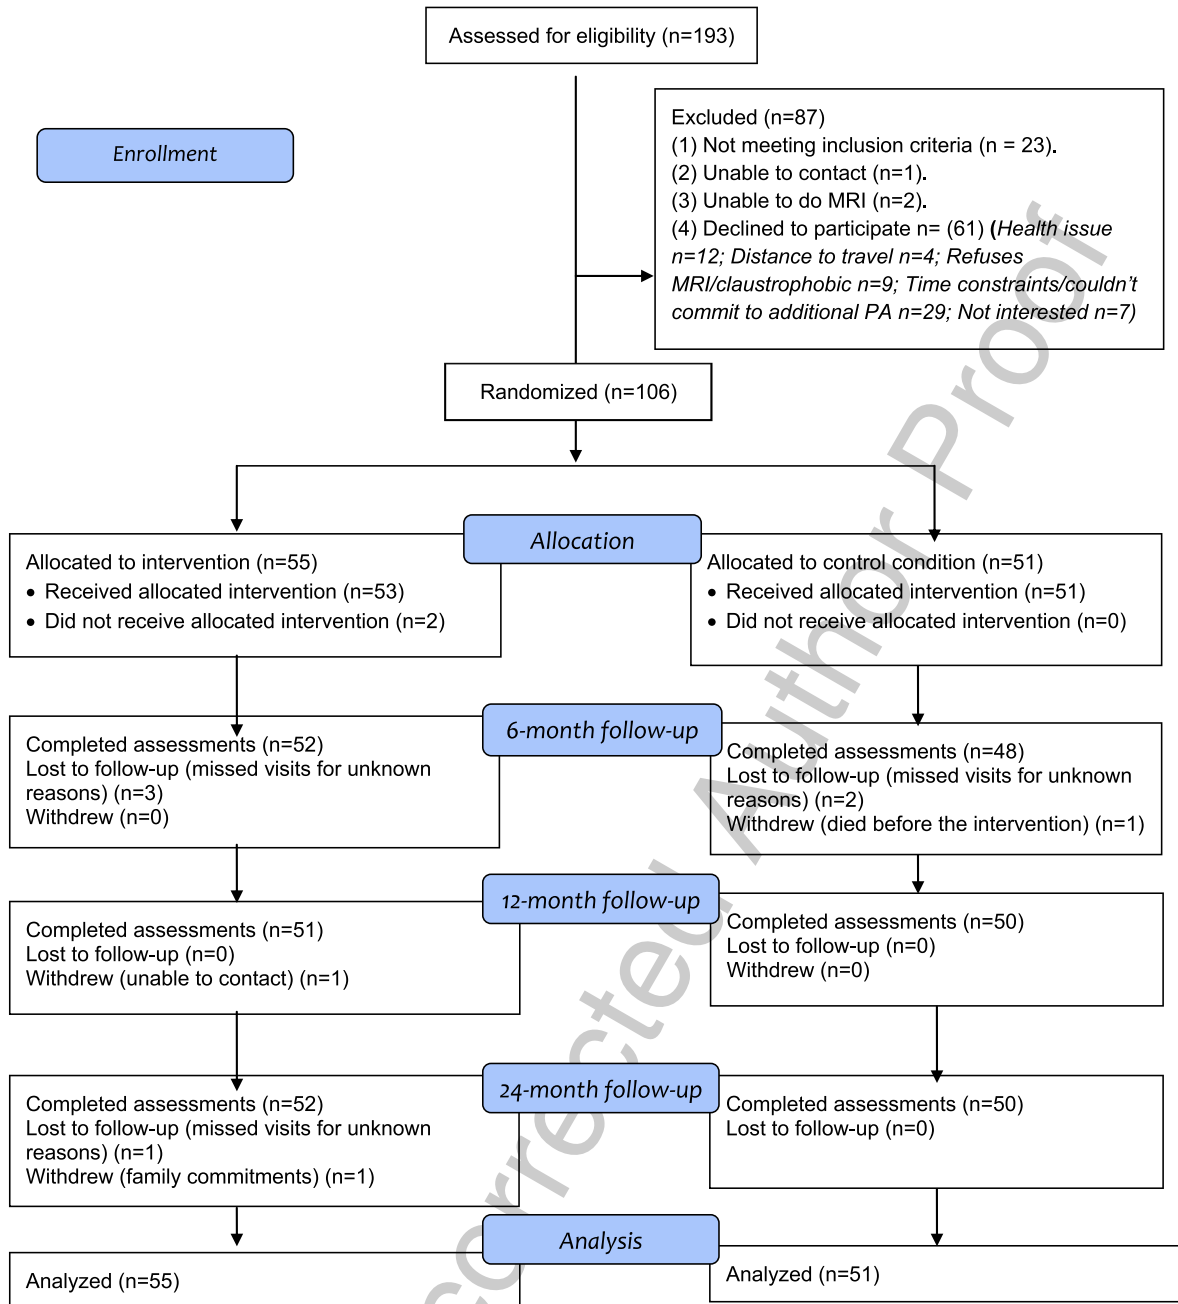 Assessed for eligibility (n=193)
Enrollment
Excluded (n=87)
(1) Not meeting inclusion criteria (n = 23).
(2) Unable to contact (n=1).
(3) Unable to do MRI (n=2).
(4) Declined to participate n= (61) (Health issue
n=12; Distance to travel n=4; Refuses
MRI/claustrophobic n=9; Time constraints/couldn't
commit to additional PA n=29; Not interested n=7)
Randomized (n=106)
Allocation
Allocated to intervention (n=55)
• Received allocated intervention (n=53)
• Did not receive allocated intervention (n=2)
Allocated to control condition (n=51)
• Received allocated intervention (n=51)
• Did not receive allocated intervention (n=0)
6-month follow-up
Completed assessments (n=52)
Lost to follow-up (missed visits for unknown
reasons) (n=3)
Withdrew (n=0)
Completed assessments (n=48)
Lost to follow-up (missed visits for unknown
reasons) (n=2)
Withdrew (died before the intervention) (n=1)
12-month follow-up
Completed assessments (n=51)
Lost to follow-up (n=0)
Withdrew (unable to contact) (n=1)
Completed assessments (n=50)
Lost to follow-up (n=0)
Withdrew (n=0)
24-month follow-up
Completed assessments (n=52)
Lost to follow-up (missed visits for unknown
reasons) (n=1)
Withdrew (family commitments) (n=1)
Completed assessments (n=50)
Lost to follow-up (n=0)
Analysis
Analyzed (n=55)
Analyzed (n=51)
corrected Author Proof